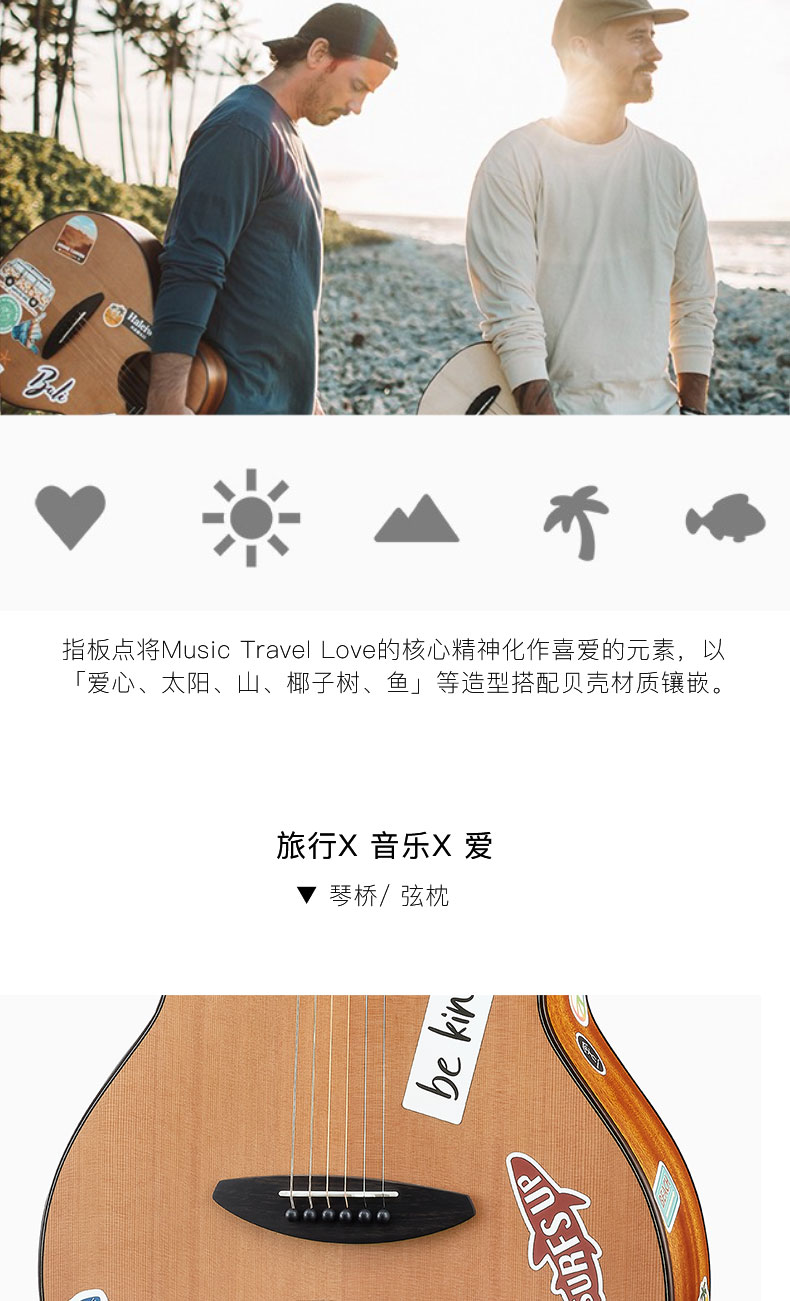 Bali
指板点将Music Travel Love的核心精神化作喜爱的元素，以
「爱心、太阳、山、椰子树、鱼」等造型搭配贝壳材质镶嵌。
旅行X 音乐X 爱
▼ 琴桥/ 弦枕
be kin
SURFS UP
BEACH